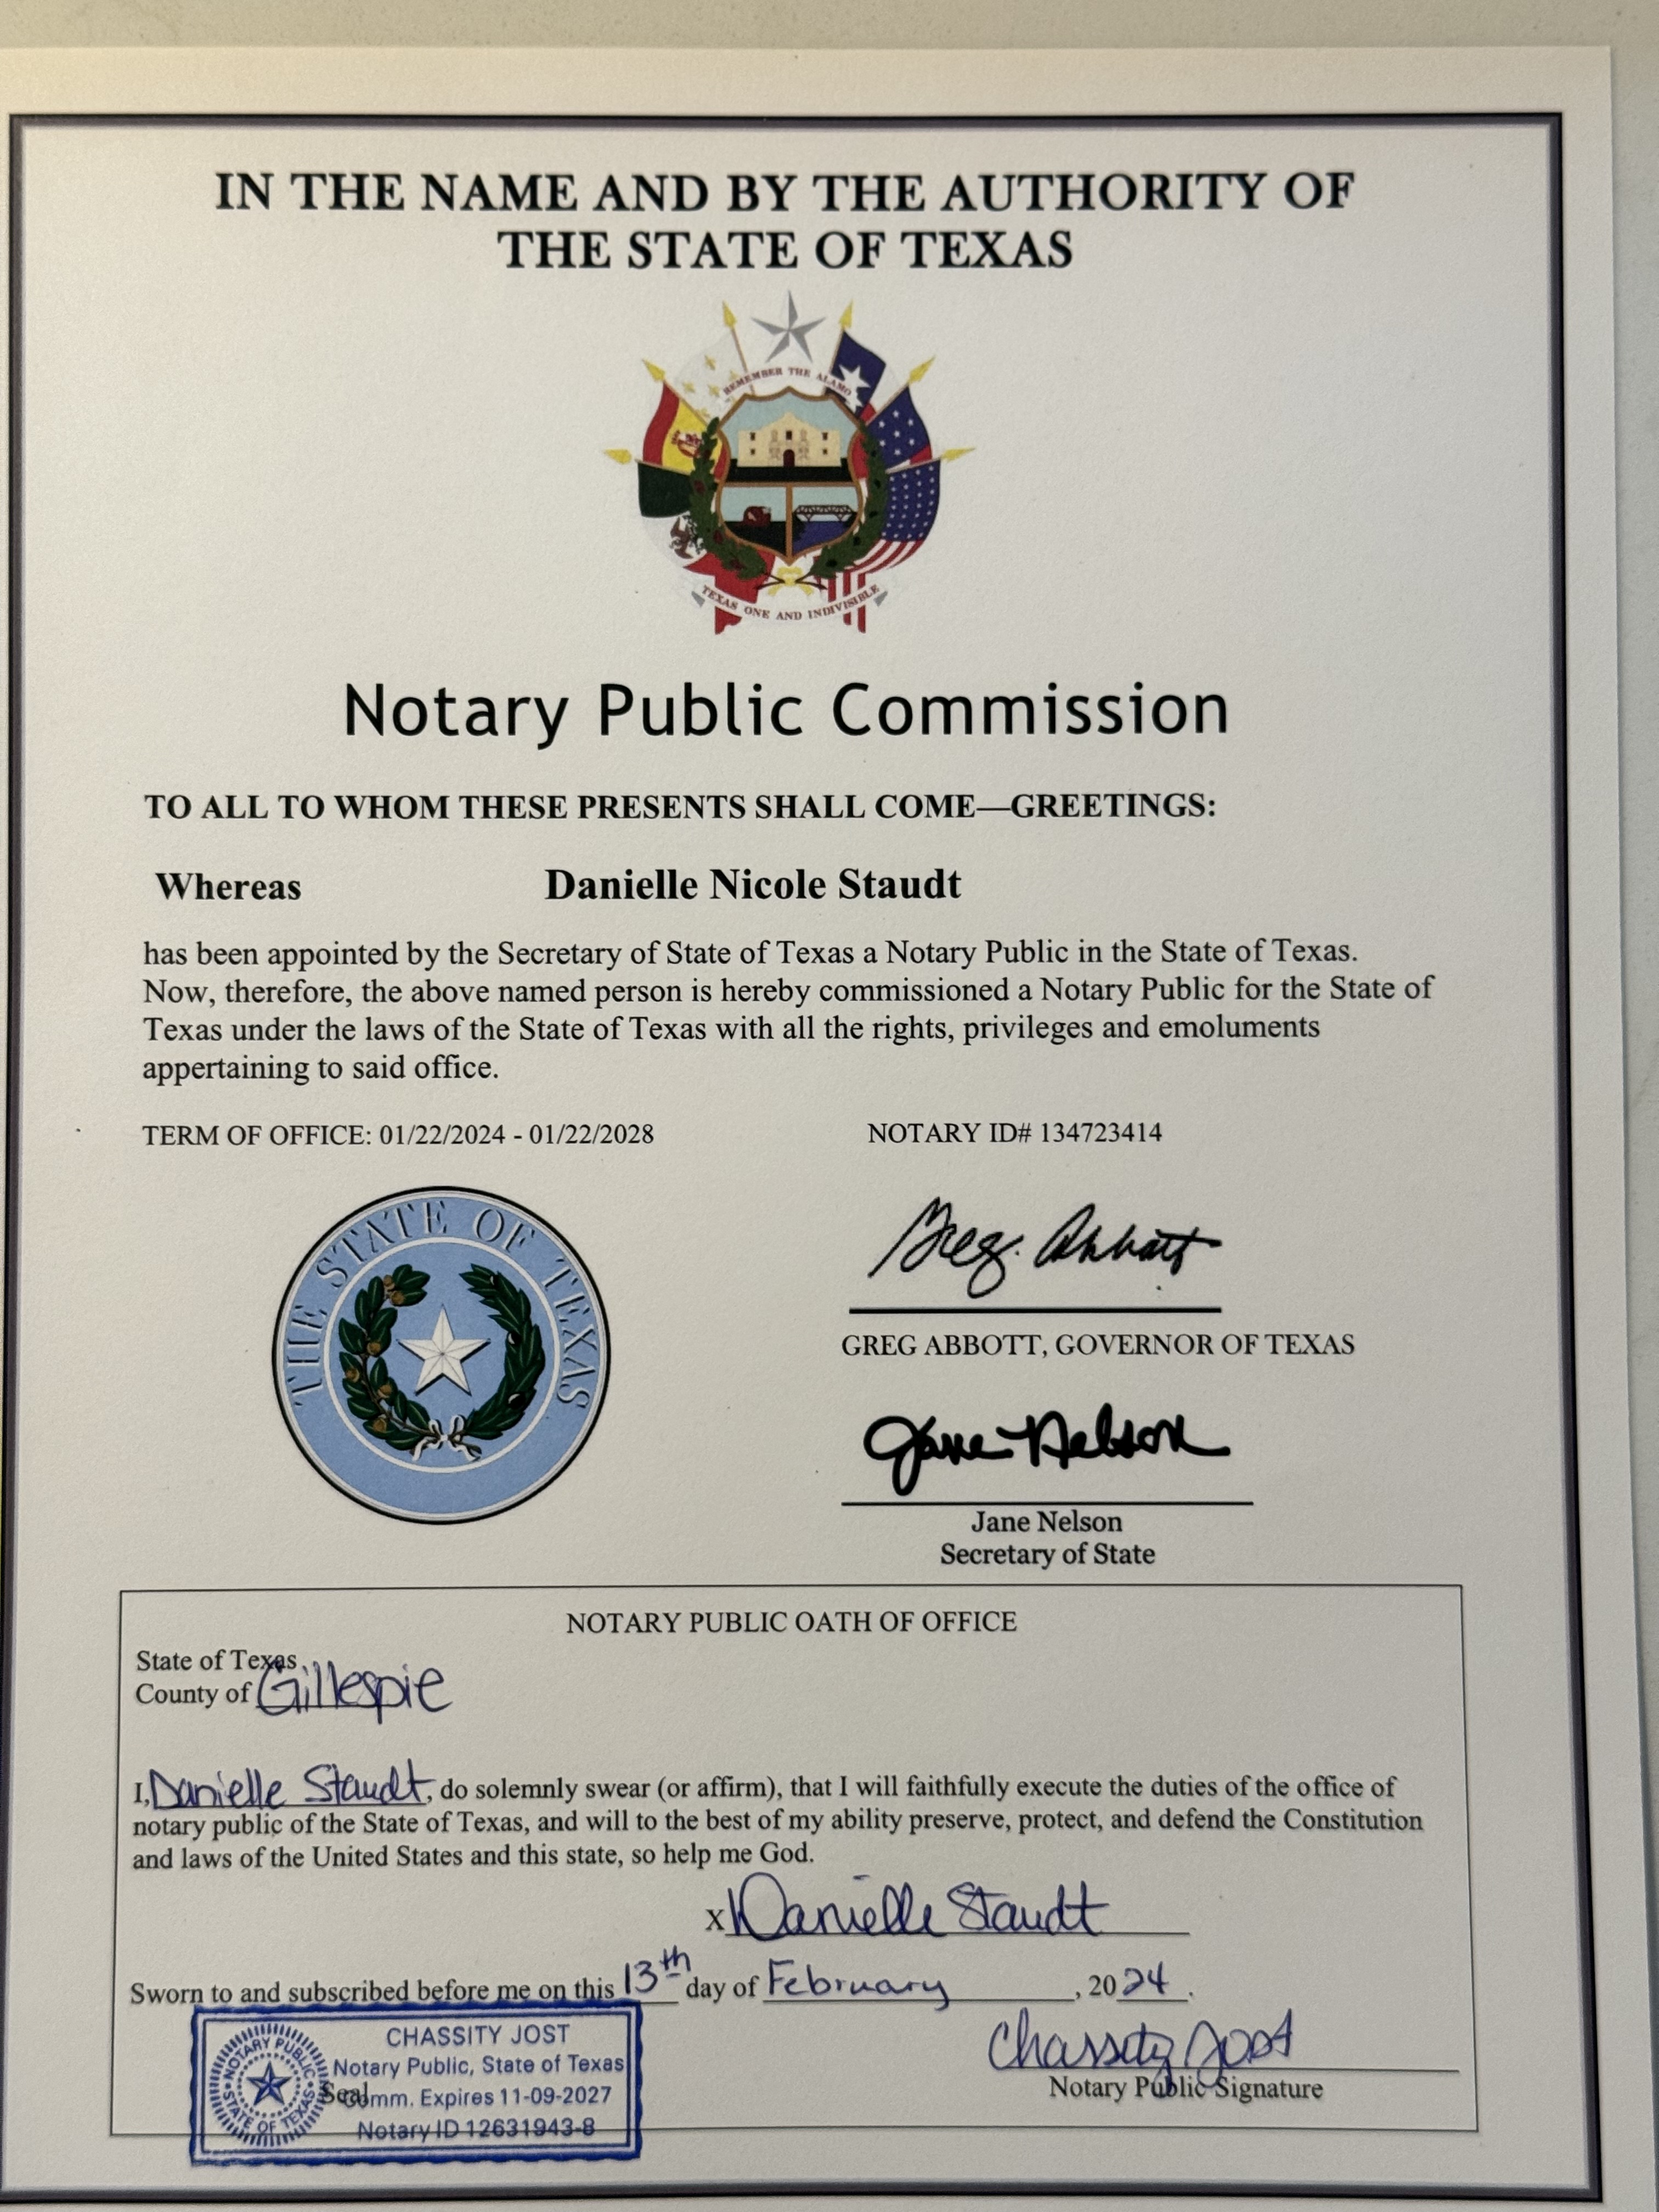 IN THE NAME AND BY THE AUTHORITY OF
THE STATE OF TEXAS
REMEMBER THE ALAMO
TEXAS ONE AND INDIVISIBLE
Notary Public Commission
TO ALL TO WHOM THESE PRESENTS SHALL COME—GREETINGS:
Whereas Danielle Nicole Staudt
has been appointed by the Secretary of State of Texas a Notary Public in the State of Texas.
Now, therefore, the above named person is hereby commissioned a Notary Public for the State of
Texas under the laws of the State of Texas with all the rights, privileges and emoluments
appertaining to said office.
TERM OF OFFICE: 01/22/2024 - 01/22/2028 NOTARY ID# 134723414
THE STATE OF TEXAS
Greg Abbott
GREG ABBOTT, GOVERNOR OF TEXAS
Jane Nelson
Jane Nelson
Secretary of State
NOTARY PUBLIC OATH OF OFFICE
State of Texas
County of Gillespie
I, Danielle Staudt, do solemnly swear (or affirm), that I will faithfully execute the duties of the office of
notary public of the State of Texas, and will to the best of my ability preserve, protect, and defend the Constitution
and laws of the United States and this state, so help me God.
x Danielle Staudt
Sworn to and subscribed before me on this 13th day of February, 2024.
NOTARY PUBLIC
STATE OF TEXAS
CHASSITY JOST
Notary Public, State of Texas
Comm. Expires 11-09-2027
Notary ID 12631943-8
Seal
Chassity Jost
Notary Public Signature